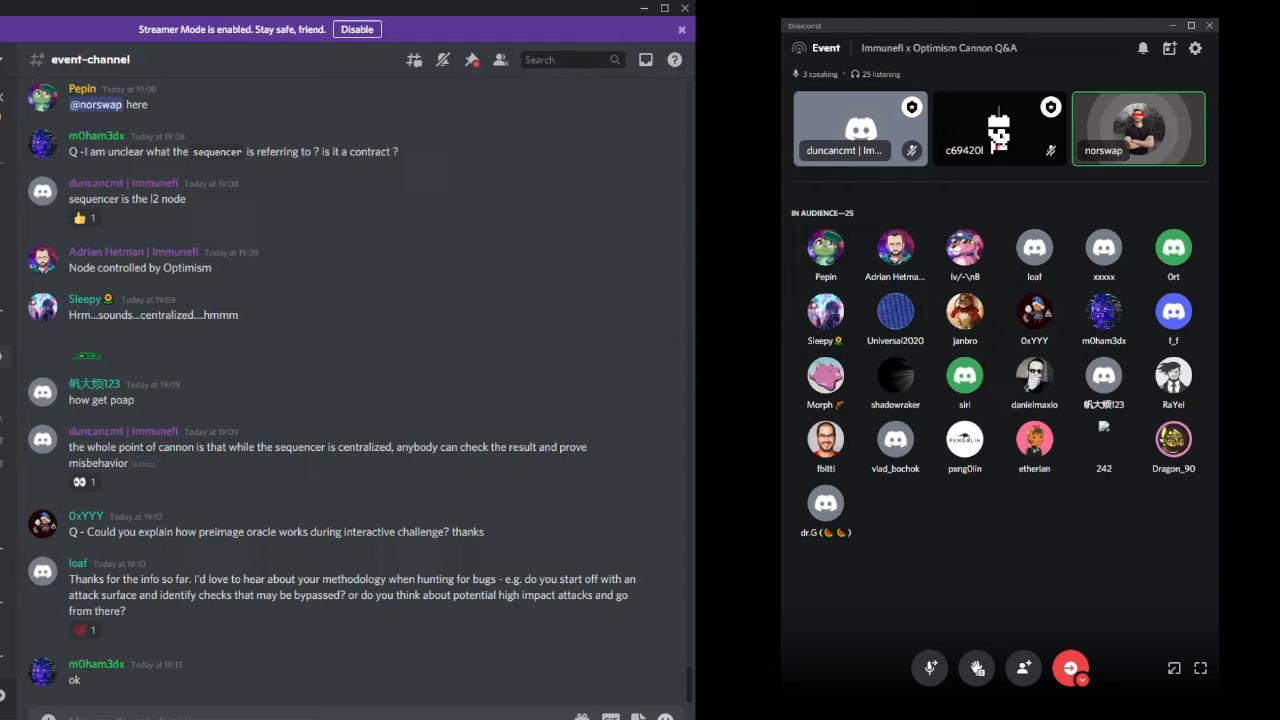 Streamer Mode is enabled. Stay safe, friend.
Disable
event-channel
Search
Pepin Today at 19:08
@norswap here
m0ham3dx Today at 19:08
Q -I am unclear what the sequencer is referring to ? is it a contract ?
duncancmt | Immunefi Today at 19:08
sequencer is the l2 node
1
Adrian Hetman | Immunefi Today at 19:09
Node controlled by Optimism
Sleepy🌻 Today at 19:09
Hrm...sounds...centralized....hmmm
帆大烦123 Today at 19:09
how get poap
duncancmt | Immunefi Today at 19:09
the whole point of cannon is that while the sequencer is centralized, anybody can check the result and prove
misbehavior (edited)
1
0xYYY Today at 19:10
Q - Could you explain how preimage oracle works during interactive challenge? thanks
loaf Today at 19:10
Thanks for the info so far. I'd love to hear about your methodology when hunting for bugs - e.g. do you start off with an
attack surface and identify checks that may be bypassed? or do you think about potential high impact attacks and go
from there?
1
m0ham3dx Today at 19:13
ok
Discord
Event
Immunefi x Optimism Cannon Q&A
3 speaking • 25 listening
duncancmt | Im...
c69420l
norswap
IN AUDIENCE—25
Pepin
Adrian Hetma...
lv/-\nB
loaf
xxxxx
Ort
Sleepy🌻
Universal2020
janbro
0xYYY
m0ham3dx
f_f
Morph
shadowraker
siri
danielmaxio
帆大烦123
RaYel
fbitti
vlad_bochok
pxng0lin
PXNGOLIN
etherian
242
Dragon_90
dr.G (🍉 🍉)